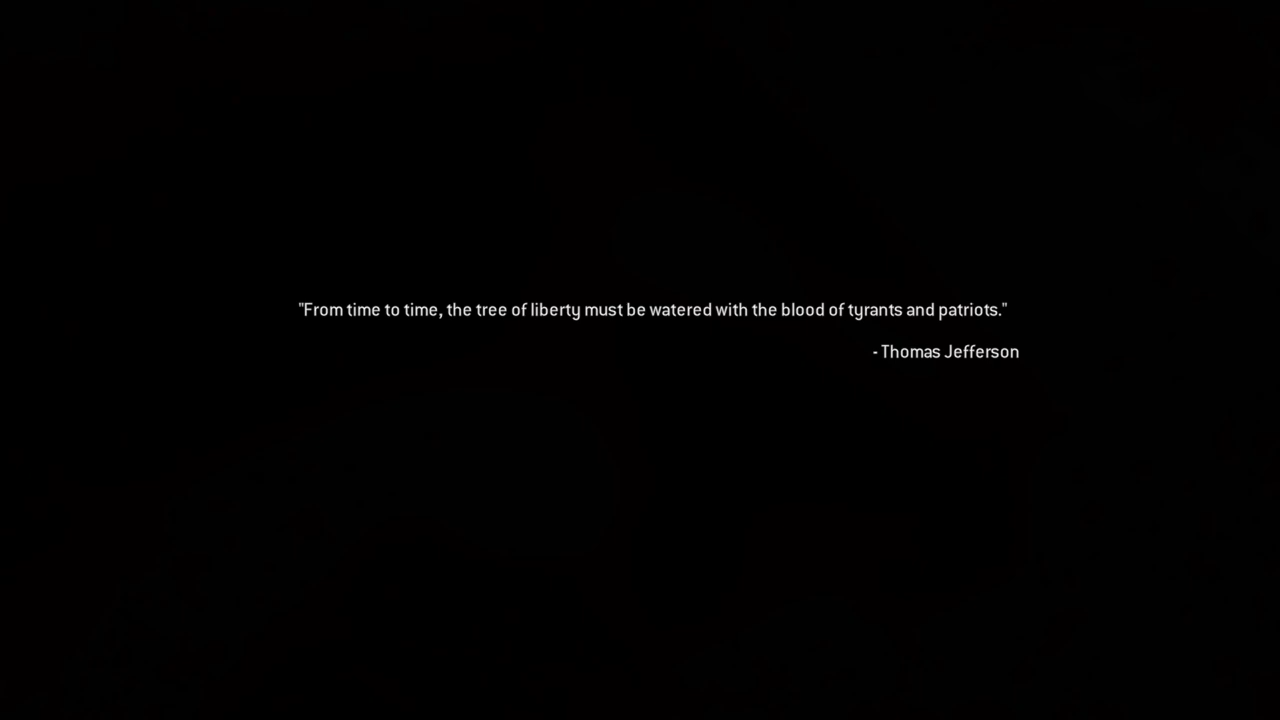 "From time to time, the tree of liberty must be watered with the blood of tyrants and patriots."
- Thomas Jefferson